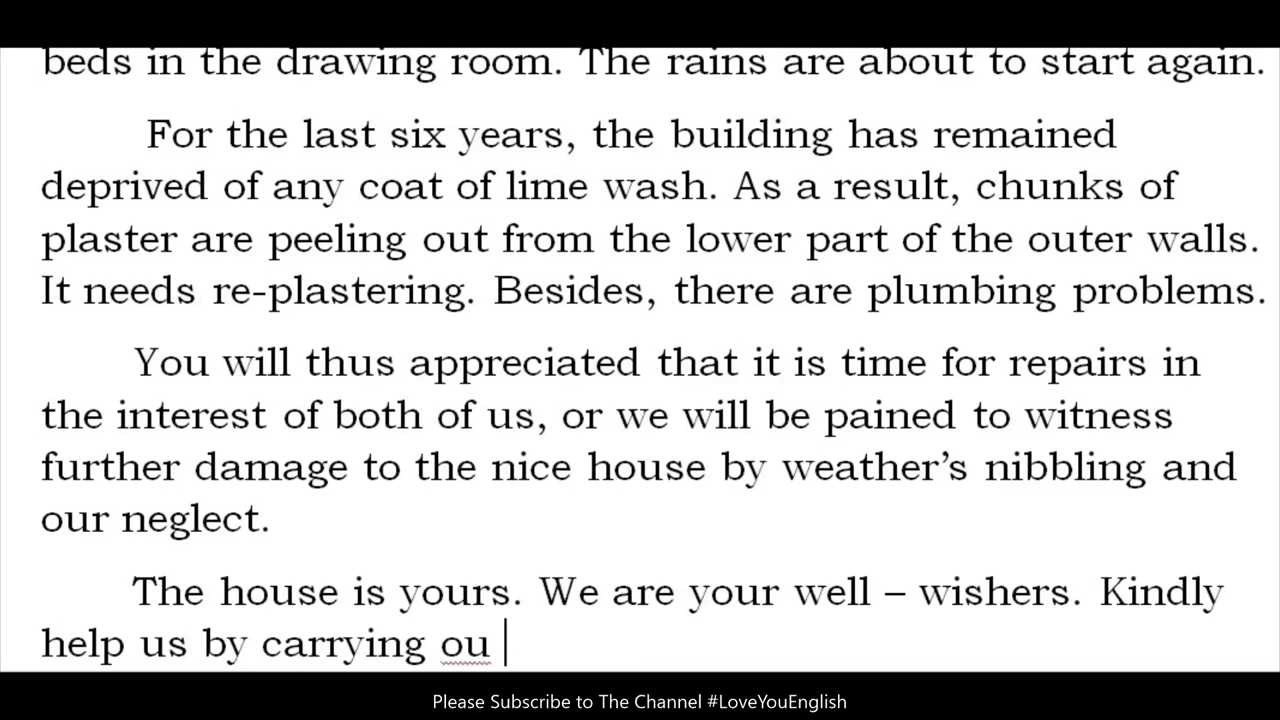 beds in the drawing room. The rains are about to start again.
For the last six years, the building has remained
deprived of any coat of lime wash. As a result, chunks of
plaster are peeling out from the lower part of the outer walls.
It needs re-plastering. Besides, there are plumbing problems.
You will thus appreciated that it is time for repairs in
the interest of both of us, or we will be pained to witness
further damage to the nice house by weather’s nibbling and
our neglect.
The house is yours. We are your well – wishers. Kindly
help us by carrying ou
Please Subscribe to The Channel #LoveYouEnglish